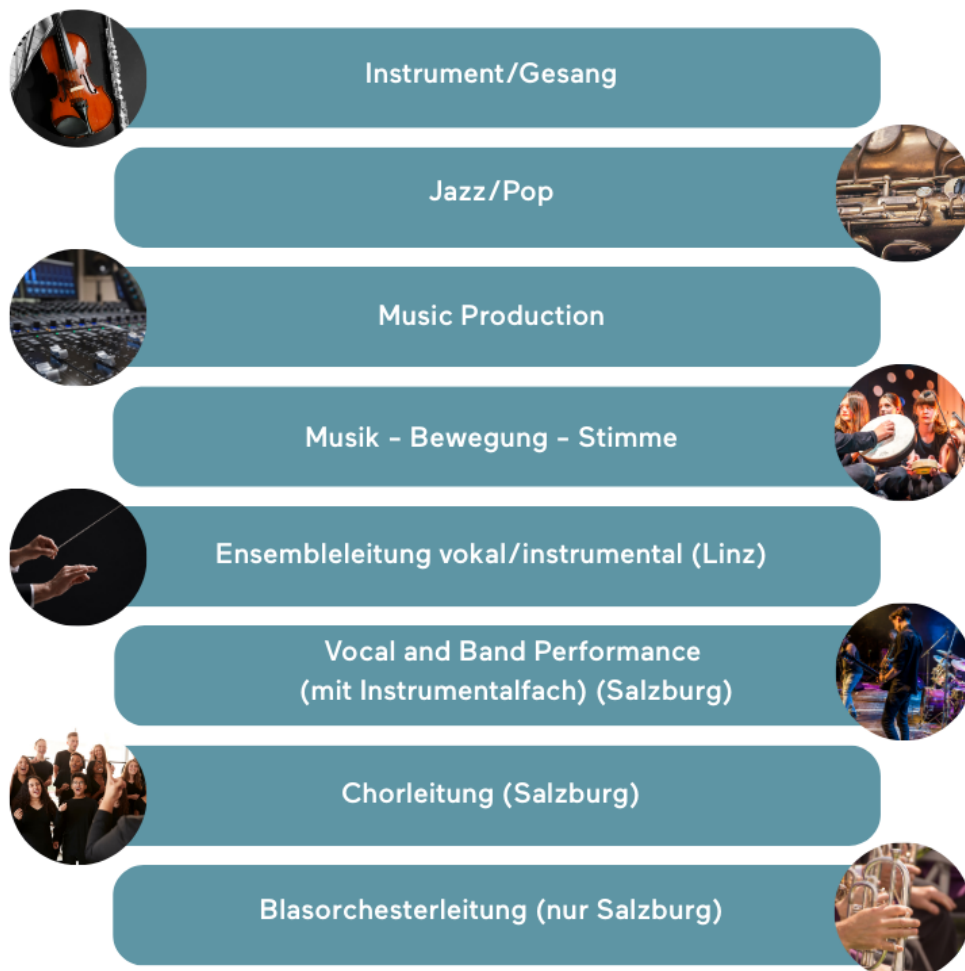 Instrument/Gesang
Jazz/Pop
Music Production
Musik - Bewegung - Stimme
Ensembleleitung vokal/instrumental (Linz)
Vocal and Band Performance
(mit Instrumentalfach) (Salzburg)
Chorleitung (Salzburg)
Blasorchesterleitung (nur Salzburg)